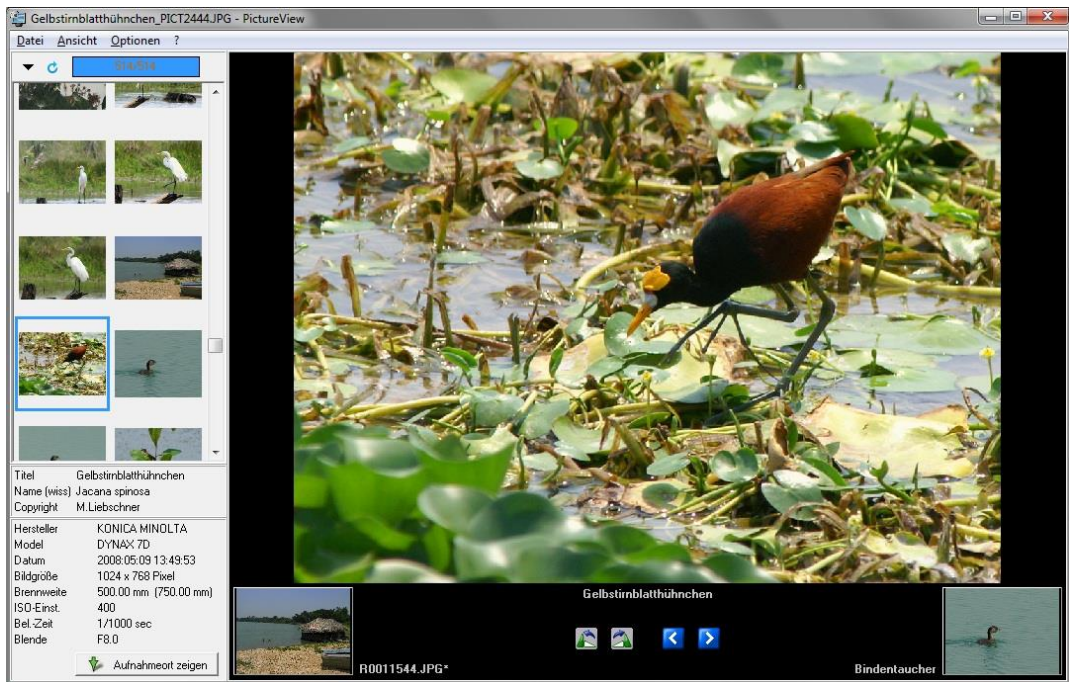 Gelbstirnblatthühnchen_PICT2444.JPG - PictureView
Datei Ansicht Optionen ?
514/514
Titel Gelbstirnblatthühnchen
Name (wiss) Jacana spinosa
Copyright M.Liebschner
Hersteller KONICA MINOLTA
Model DYNAX 7D
Datum 2008:05:09 13:49:53
Bildgröße 1024 x 768 Pixel
Brennweite 500.00 mm (750.00 mm)
ISO-Einst. 400
Bel.-Zeit 1/1000 sec
Blende F8.0
Aufnahmeort zeigen
Gelbstirnblatthühnchen
R0011544.JPG*
Bindentaucher